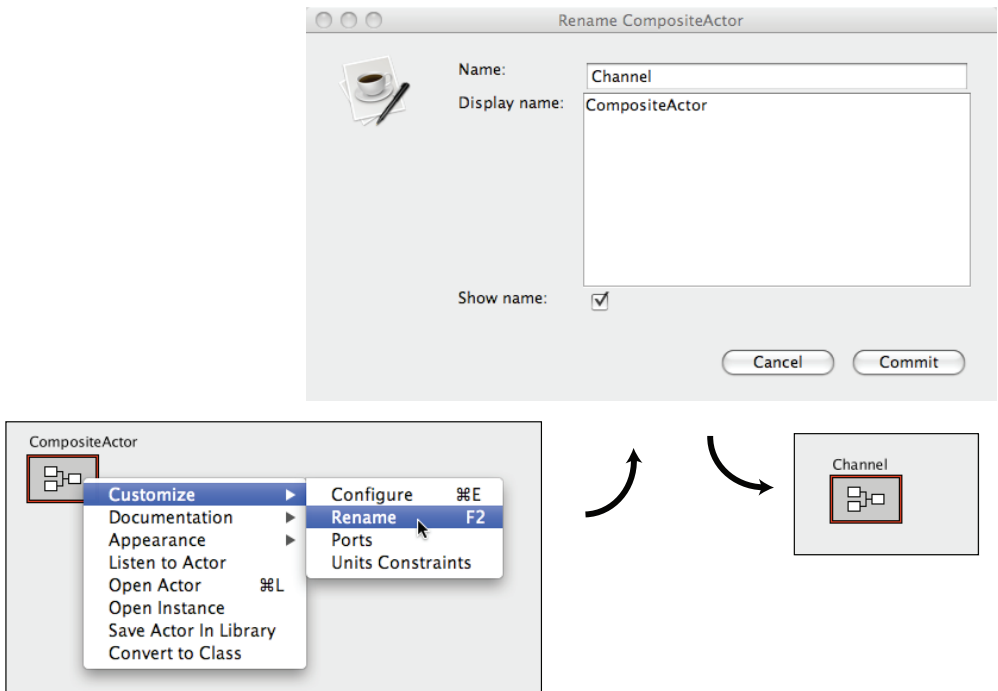 Rename CompositeActor
Name:
Channel
Display name:
CompositeActor
Show name:
Cancel
Commit
CompositeActor
Customize
Documentation
Appearance
Listen to Actor
Open Actor ⌘L
Open Instance
Save Actor In Library
Convert to Class
Configure ⌘E
Rename F2
Ports
Units Constraints
Channel